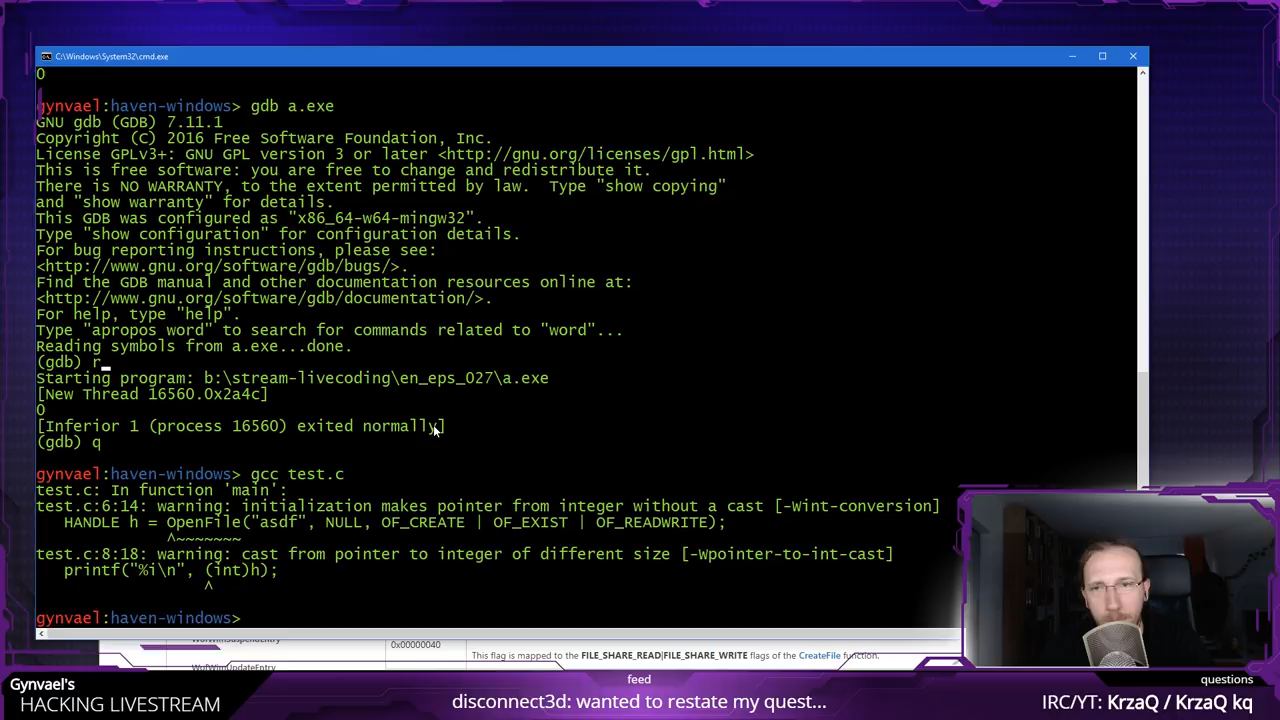 C:\Windows\System32\cmd.exe
0
gynvael:haven-windows> gdb a.exe
GNU gdb (GDB) 7.11.1
Copyright (C) 2016 Free Software Foundation, Inc.
License GPLv3+: GNU GPL version 3 or later <http://gnu.org/licenses/gpl.html>
This is free software: you are free to change and redistribute it.
There is NO WARRANTY, to the extent permitted by law.  Type "show copying"
and "show warranty" for details.
This GDB was configured as "x86_64-w64-mingw32".
Type "show configuration" for configuration details.
For bug reporting instructions, please see:
<http://www.gnu.org/software/gdb/bugs/>.
Find the GDB manual and other documentation resources online at:
<http://www.gnu.org/software/gdb/documentation/>.
For help, type "help".
Type "apropos word" to search for commands related to "word"...
Reading symbols from a.exe...done.
(gdb) r
Starting program: b:\stream-livecoding\en_eps_027\a.exe
[New Thread 16560.0x2a4c]
0
[Inferior 1 (process 16560) exited normally]
(gdb) q
gynvael:haven-windows> gcc test.c
test.c: In function 'main':
test.c:6:14: warning: initialization makes pointer from integer without a cast [-Wint-conversion]
HANDLE h = OpenFile("asdf", NULL, OF_CREATE | OF_EXIST | OF_READWRITE);
^~~~~~~~
test.c:8:18: warning: cast from pointer to integer of different size [-Wpointer-to-int-cast]
printf("%i\n", (int)h);
^
gynvael:haven-windows>
0x00000040
This flag is mapped to the FILE_SHARE_READ|FILE_SHARE_WRITE flags of the CreateFile function.
WofWimUpdateEntry
Gynvael's
HACKING LIVESTREAM
feed
disconnect3d: wanted to restate my quest...
questions
IRC/YT: KrzaQ / KrzaQ kq